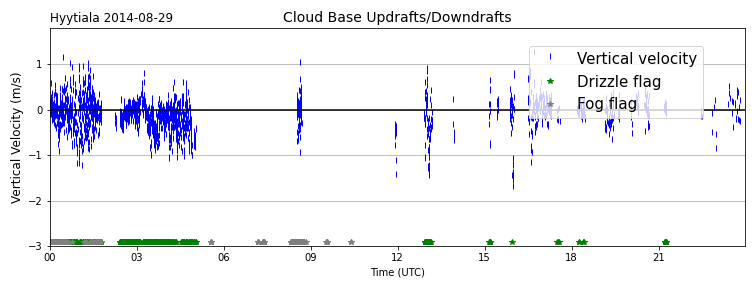 Hyytiala 2014-08-29
Cloud Base Updrafts/Downdrafts
Vertical Velocity (m/s)
1
0
−1
−2
−3
Vertical velocity
Drizzle flag
Fog flag
00 03 06 09 12 15 18 21
Time (UTC)